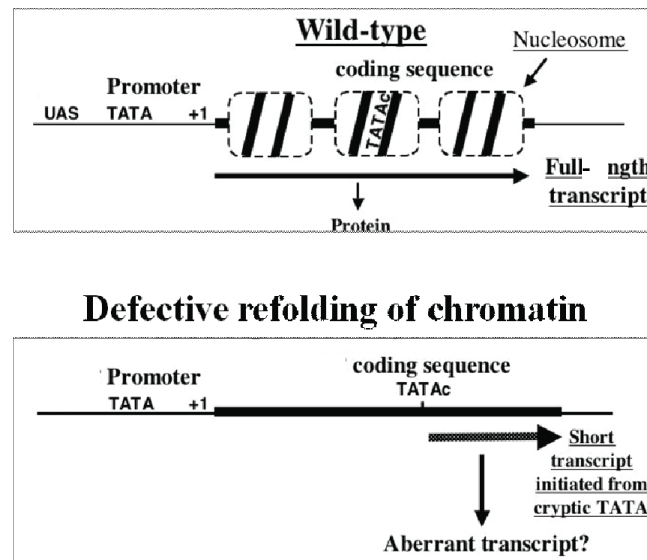 Wild-type
Nucleosome
Promoter
coding sequence
UAS TATA +1
TATAc
Full- ngth
transcript
Protein
Defective refolding of chromatin
Promoter
coding sequence
TATA +1
TATAc
Short
transcript
initiated from
cryptic TATA
Aberrant transcript?